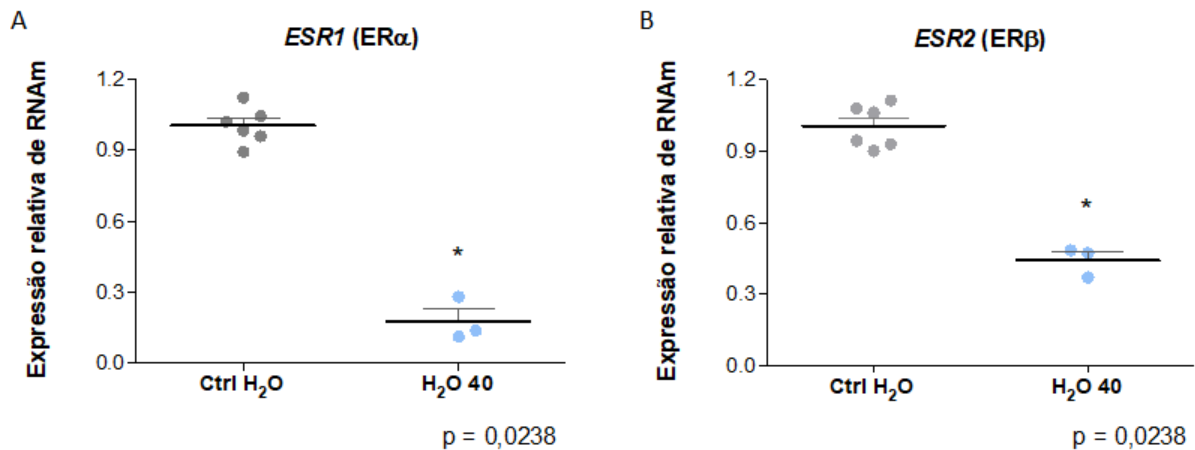 A
ESR1 (ERα)
Expressão relativa de RNAm
1.2
0.9
0.6
0.3
0.0
*
Ctrl H₂O
H₂O 40
p = 0,0238
B
ESR2 (ERβ)
Expressão relativa de RNAm
1.2
0.9
0.6
0.3
0.0
*
Ctrl H₂O
H₂O 40
p = 0,0238